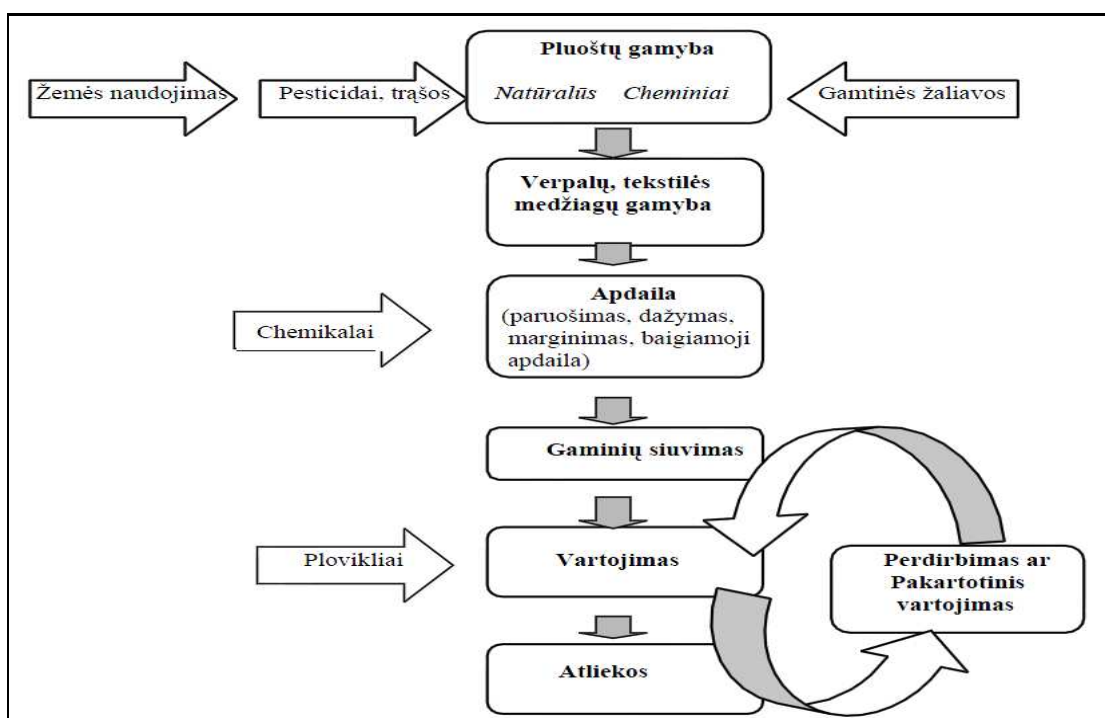 Pluoštų gamyba
Žemės naudojimas
Pesticidai, trąšos
Natūralūs Cheminiai
Gamtinės žaliavos
Verpalų, tekstilės
medžiagų gamyba
Apdaila
(paruošimas, dažymas,
marginimas, baigiamoji
apdaila)
Chemikalai
Gaminių siuvimas
Plovikliai
Vartojimas
Perdirbimas ar
Pakartotinis
vartojimas
Atliekos